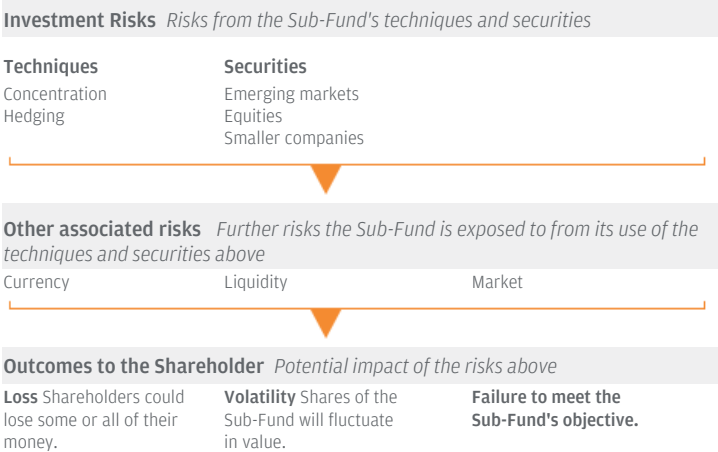 Investment Risks Risks from the Sub-Fund's techniques and securities
Techniques
Concentration
Hedging
Securities
Emerging markets
Equities
Smaller companies
Other associated risks Further risks the Sub-Fund is exposed to from its use of the
techniques and securities above
Currency
Liquidity
Market
Outcomes to the Shareholder Potential impact of the risks above
Loss Shareholders could
lose some or all of their
money.
Volatility Shares of the
Sub-Fund will fluctuate
in value.
Failure to meet the
Sub-Fund's objective.